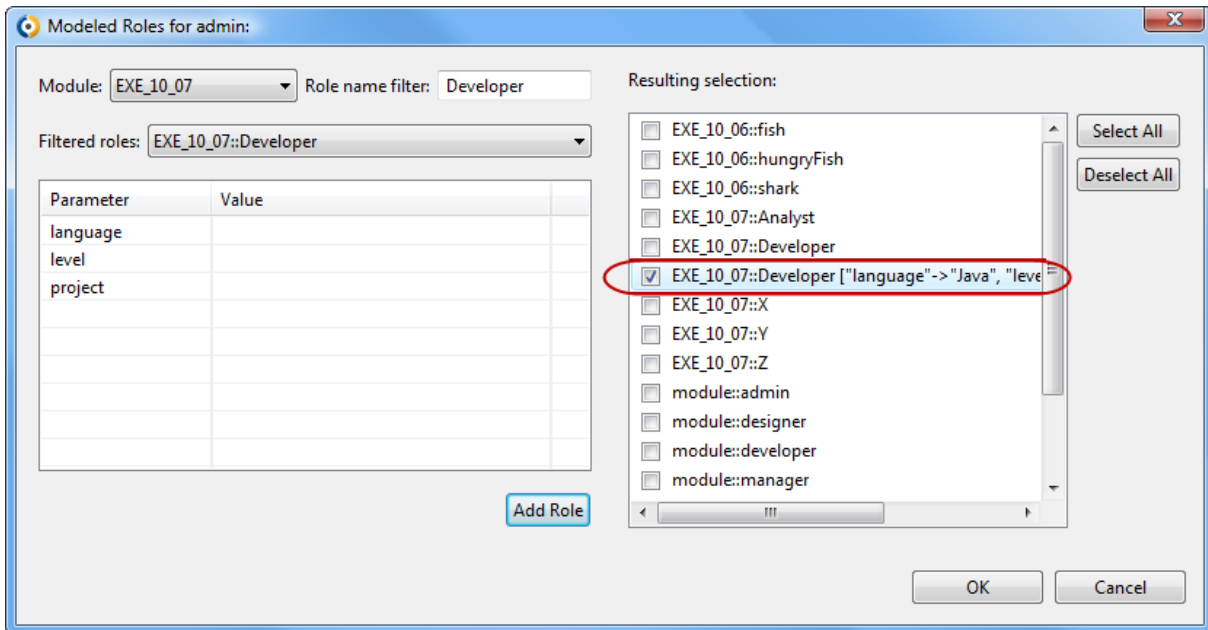 Modeled Roles for admin:
Module: EXE_10_07 Role name filter: Developer
Filtered roles: EXE_10_07::Developer
Parameter Value
language
level
project
Add Role
Resulting selection:
EXE_10_06::fish
EXE_10_06::hungryFish
EXE_10_06::shark
EXE_10_07::Analyst
EXE_10_07::Developer
EXE_10_07::Developer ["language"->"Java", "leve
EXE_10_07::X
EXE_10_07::Y
EXE_10_07::Z
module::admin
module::designer
module::developer
module::manager
Select All
Deselect All
OK Cancel